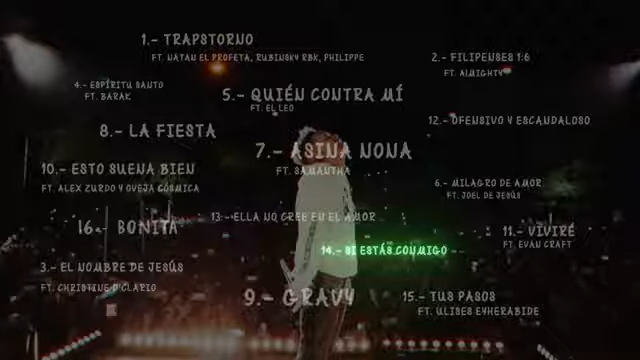 1.- TRAPSTORNO
FT. NATAN EL PROFETA, RUBINSKY RBK, PHILIPPE
2.- FILIPENSES 1:6
FT. ALMIGHTY
4.- ESPÍRITU SANTO
FT. BARAK
5.- QUIÉN CONTRA MÍ
FT. EL LEO
12.- OFENSIVO Y ESCANDALOSO
8.- LA FIESTA
7.- ASINA NONA
FT. SAMANTHA
10.- ESTO SUENA BIEN
FT. ALEX ZURDO Y OVEJA CÓSMICA
6.- MILAGRO DE AMOR
FT. JOEL DE JESÚS
13.- ELLA NO CREE EN EL AMOR
16.- BONITA
11.- VIVIRÉ
FT. EVAN CRAFT
14.- SI ESTÁS CONMIGO
3.- EL NOMBRE DE JESÚS
FT. CHRISTINE D'CLARIO
9.- GRAVY
15.- TUS PASOS
FT. ULISES EYHERABIDE